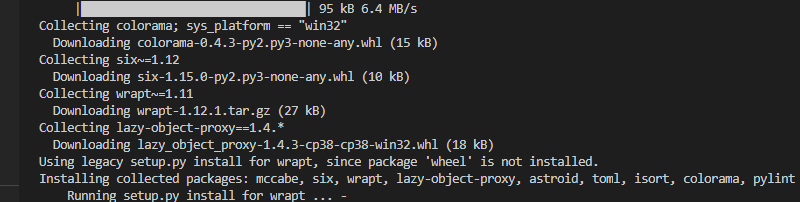 |████████████████████████████████| 95 kB 6.4 MB/s
Collecting colorama; sys_platform == "win32"
Downloading colorama-0.4.3-py2.py3-none-any.whl (15 kB)
Collecting six~=1.12
Downloading six-1.15.0-py2.py3-none-any.whl (10 kB)
Collecting wrapt~=1.11
Downloading wrapt-1.12.1.tar.gz (27 kB)
Collecting lazy-object-proxy==1.4.*
Downloading lazy_object_proxy-1.4.3-cp38-cp38-win32.whl (18 kB)
Using legacy setup.py install for wrapt, since package 'wheel' is not installed.
Installing collected packages: mccabe, six, wrapt, lazy-object-proxy, astroid, toml, isort, colorama, pylint
Running setup.py install for wrapt ... -